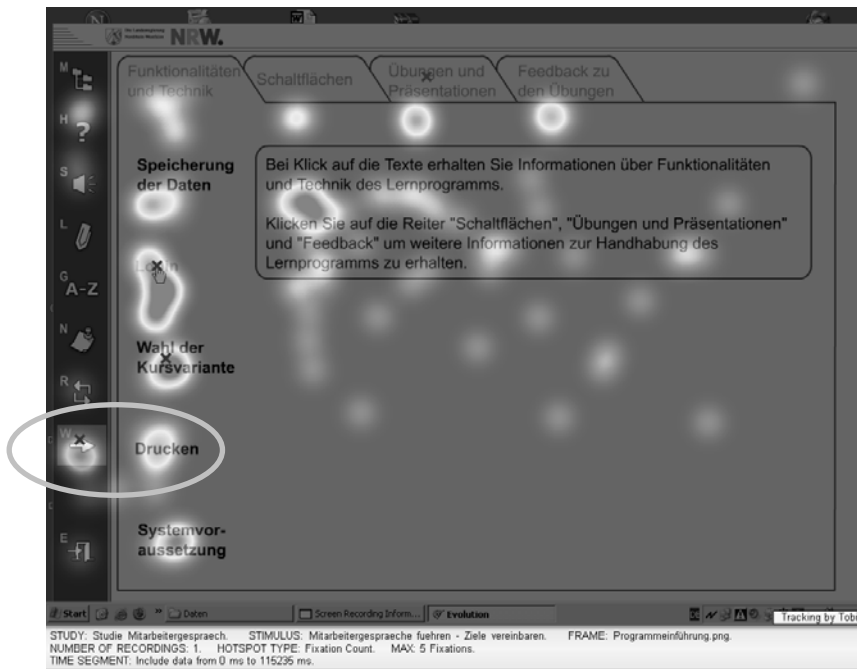 NRW.
M
H
?
S
L
G
A-Z
N
R
W
E
Funktionalitäten
und Technik
Schaltflächen
Übungen und
Präsentationen
Feedback zu
den Übungen
Speicherung
der Daten
Login
Wahl der
Kursvariante
Drucken
Systemvor-
aussetzung
Bei Klick auf die Texte erhalten Sie Informationen über Funktionalitäten
und Technik des Lernprogramms.
Klicken Sie auf die Reiter "Schaltflächen", "Übungen und Präsentationen"
und "Feedback" um weitere Informationen zur Handhabung des
Lernprogramms zu erhalten.
Start
Daten
Screen Recording Inform...
Evolution
Tracking by Tobi
STUDY: Studie Mitarbeitergespraech. STIMULUS: Mitarbeitergespraeche fuehren - Ziele vereinbaren. FRAME: Programmeinführung.png.
NUMBER OF RECORDINGS: 1. HOTSPOT TYPE: Fixation Count. MAX: 5 Fixations.
TIME SEGMENT: Include data from 0 ms to 115235 ms.